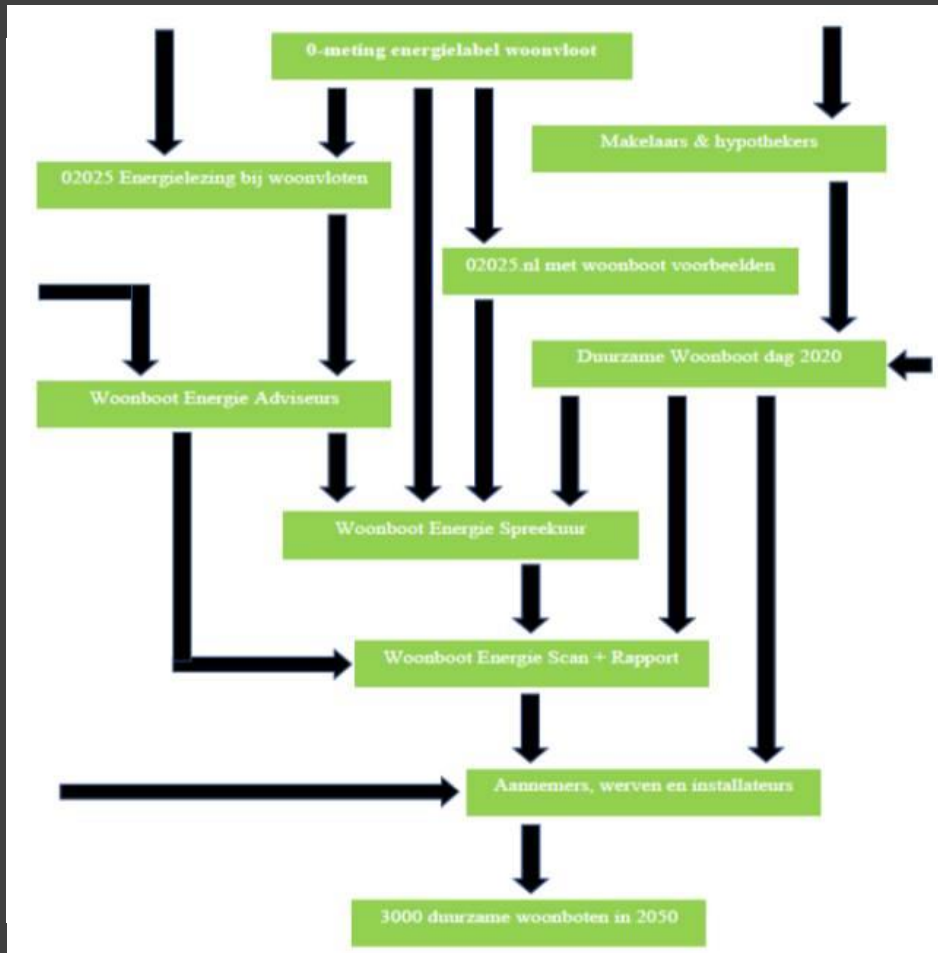 0-meting energielabel woonvloot
Makelaars & hypothekers
02025 Energielezing bij woonvloten
02025.nl met woonboot voorbeelden
Duurzame Woonboot dag 2020
Woonboot Energie Adviseurs
Woonboot Energie Spreekuur
Woonboot Energie Scan + Rapport
Aannemers, werven en installateurs
3000 duurzame woonboten in 2050